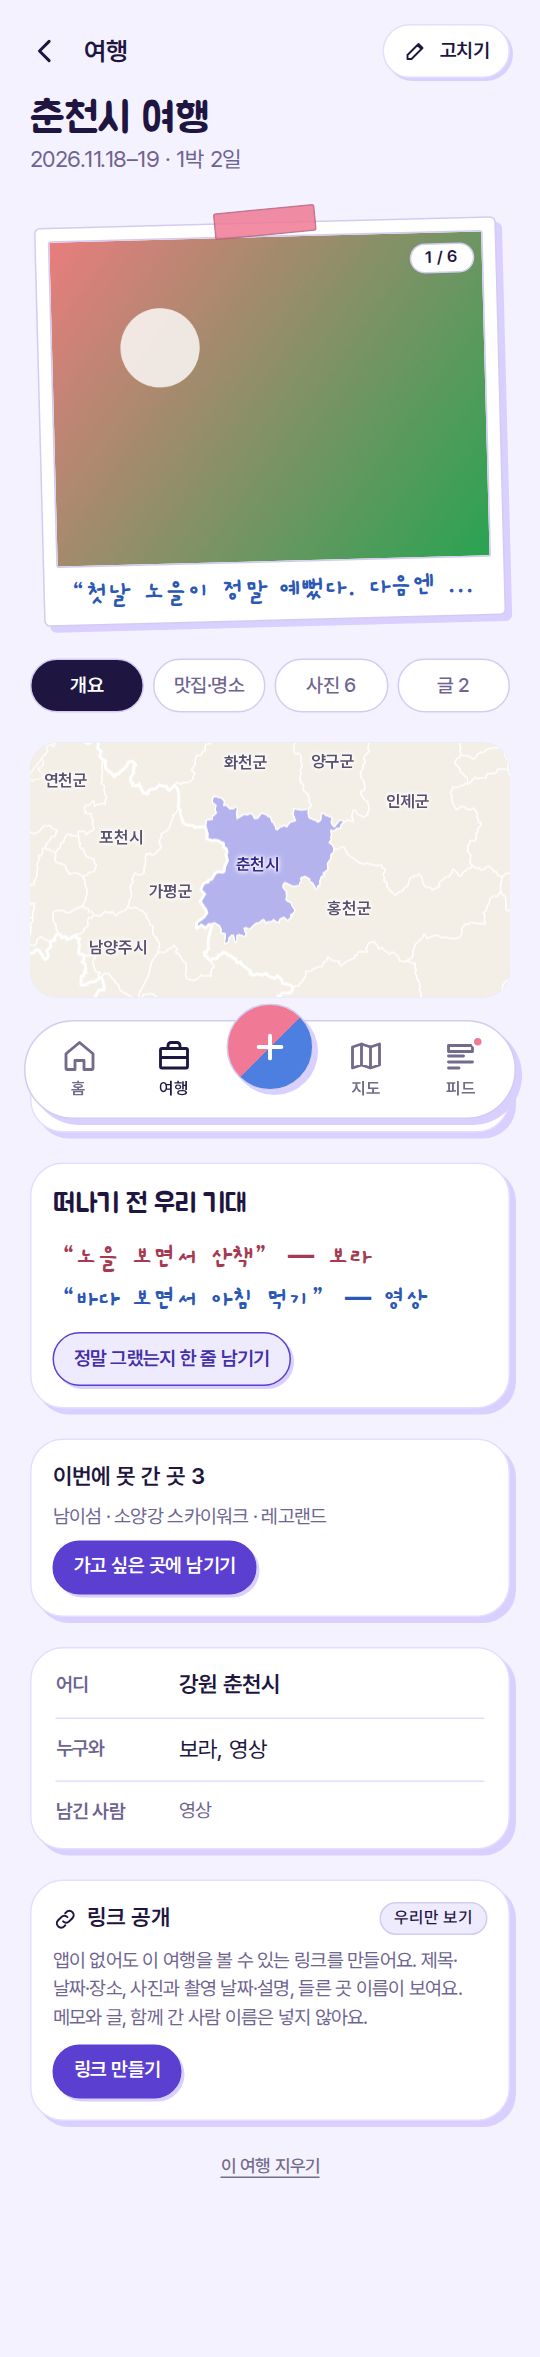 여행
고치기
춘천시 여행
2026.11.18–19 · 1박 2일
1 / 6
“첫날 노을이 정말 예뻤다. 다음엔 ...
개요
맛집·명소
사진 6
글 2
화천군
양구군
연천군
인제군
포천시
춘천시
가평군
홍천군
남양주시
홈
여행
지도
피드
떠나기 전 우리 기대
“노을 보면서 산책” — 보라
“바다 보면서 아침 먹기” — 영상
정말 그랬는지 한 줄 남기기
이번에 못 간 곳 3
남이섬 · 소양강 스카이워크 · 레고랜드
가고 싶은 곳에 남기기
어디 강원 춘천시
누구와 보라, 영상
남긴 사람 영상
링크 공개
우리만 보기
앱이 없어도 이 여행을 볼 수 있는 링크를 만들어요. 제목·
날짜·장소, 사진과 촬영 날짜·설명, 들른 곳 이름이 보여요.
메모와 글, 함께 간 사람 이름은 넣지 않아요.
링크 만들기
이 여행 지우기